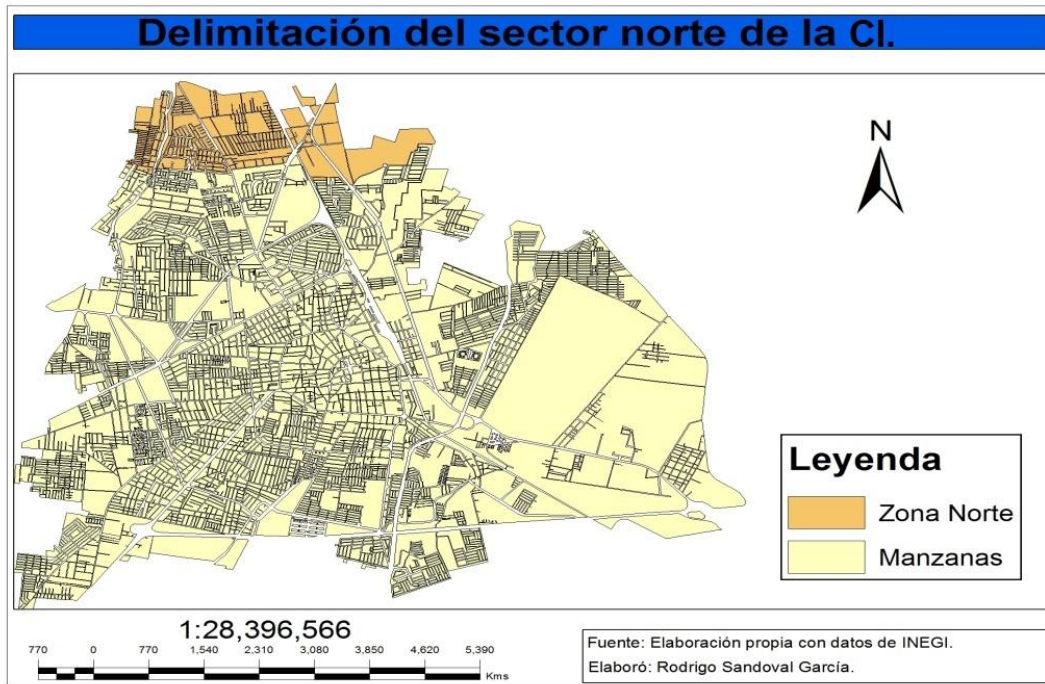 Delimitación del sector norte de la CI.
N
Leyenda
Zona Norte
Manzanas
1:28,396,566
770 0 770 1,540 2,310 3,080 3,850 4,620 5,390
Kms
Fuente: Elaboración propia con datos de INEGI.
Elaboró: Rodrigo Sandoval García.